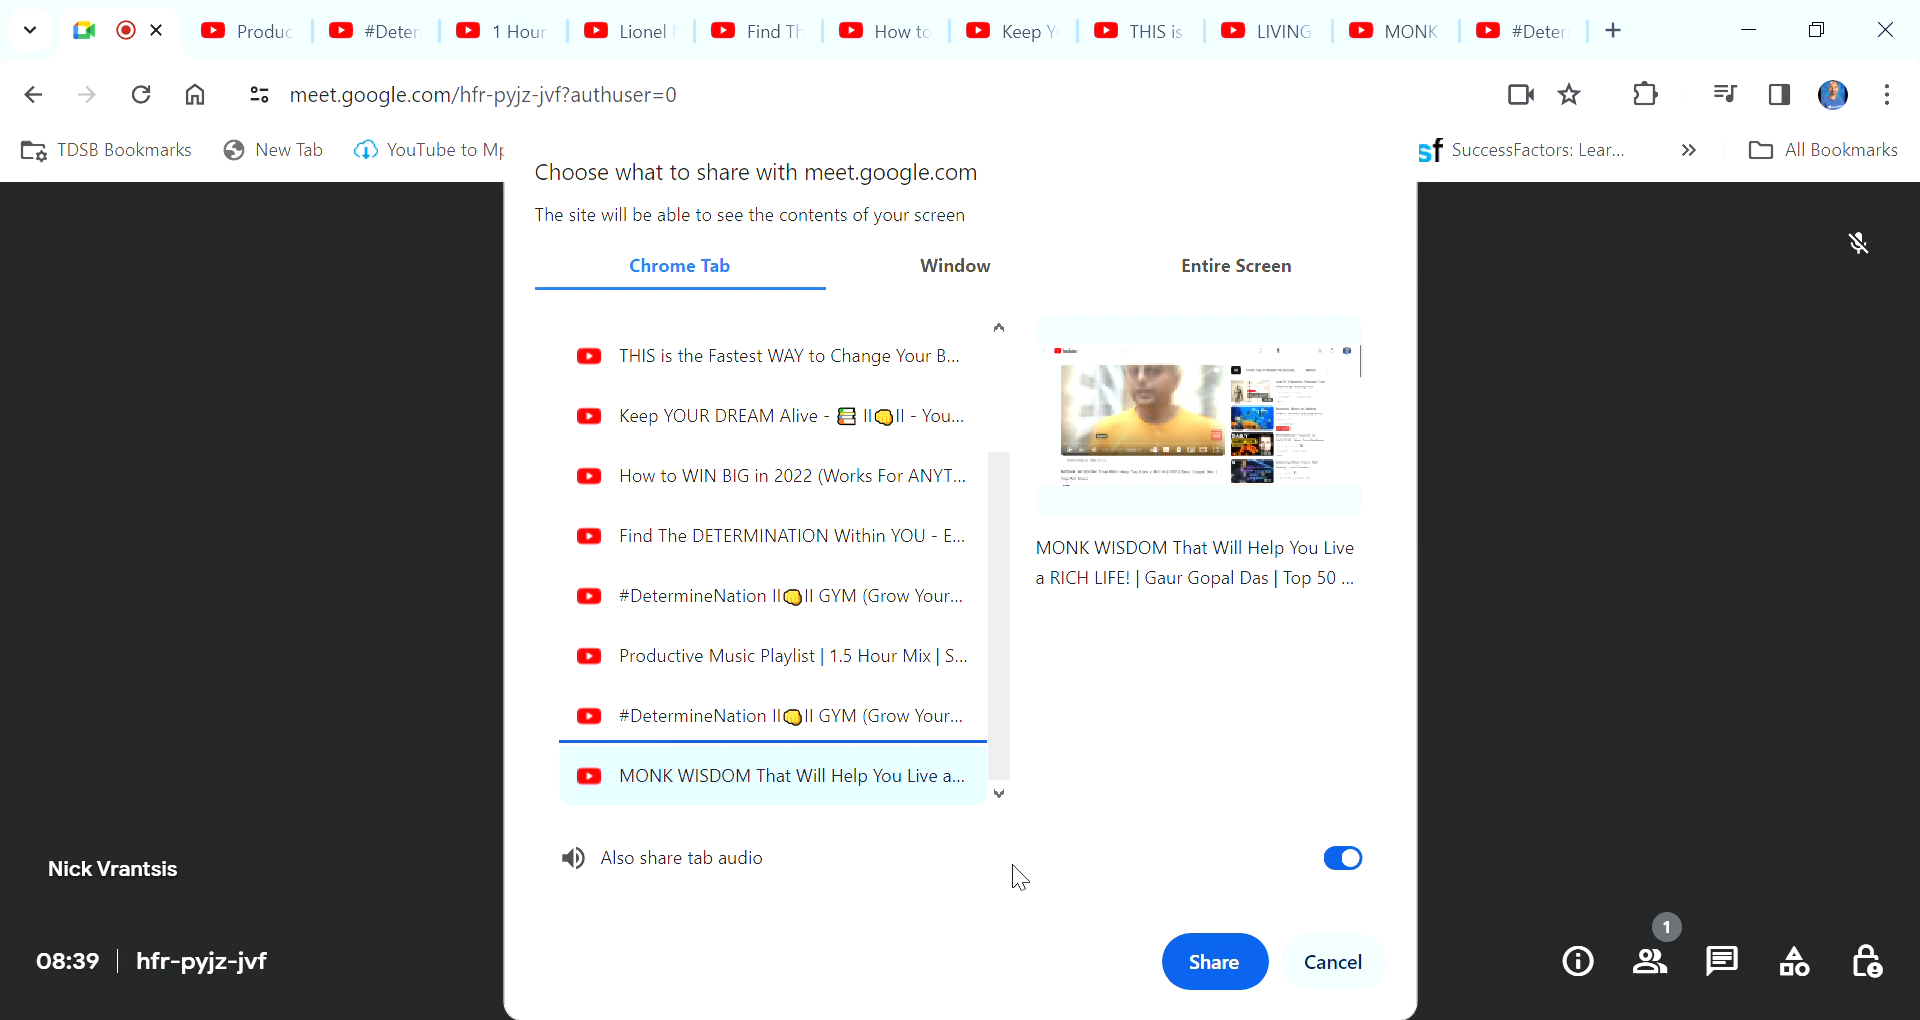 Produc
#Deter
1 Hour
Lionel
Find Th
How to
Keep Y
THIS is
LIVING
MONK
#Deter
meet.google.com/hfr-pyjz-jvf?authuser=0
TDSB Bookmarks
New Tab
YouTube to Mp
sf SuccessFactors: Lear...
All Bookmarks
Choose what to share with meet.google.com
The site will be able to see the contents of your screen
Chrome Tab
Window
Entire Screen
THIS is the Fastest WAY to Change Your B...
Keep YOUR DREAM Alive - 📚 II👊II - You...
How to WIN BIG in 2022 (Works For ANYT...
Find The DETERMINATION Within YOU - E...
#DetermineNation II👊II GYM (Grow Your...
Productive Music Playlist | 1.5 Hour Mix | S...
#DetermineNation II👊II GYM (Grow Your...
MONK WISDOM That Will Help You Live a...
MONK WISDOM That Will Help You Live
a RICH LIFE! | Gaur Gopal Das | Top 50 ...
Also share tab audio
Share
Cancel
Nick Vrantsis
08:39 | hfr-pyjz-jvf
1